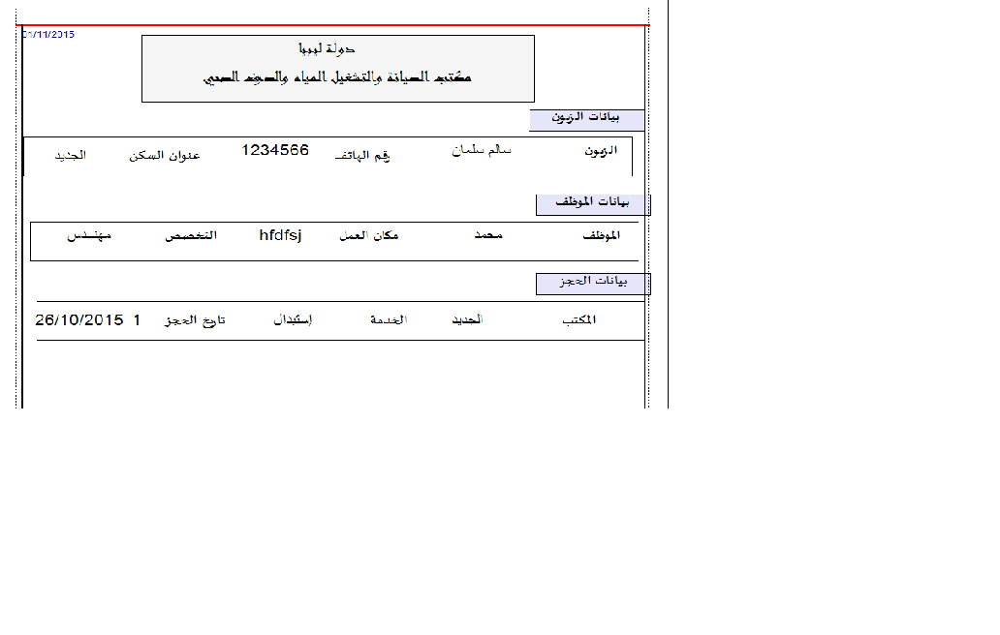 01/11/2015
دولة ليبيا
مكتب الصيانة والتشغيل المياه والصرف الصحي
بيانات الزبون
الزبون سالم سلمان رقم الهاتف 1234566 عنوان السكن الجديد
بيانات الموظف
الموظف محمد مكان العمل hfdfsj التخصص مهندس
بيانات الحجز
المكتب الجديد الخدمة إستبدال تاريخ الحجز 1 26/10/2015